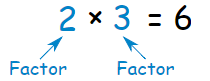 2 × 3 = 6
Factor Factor